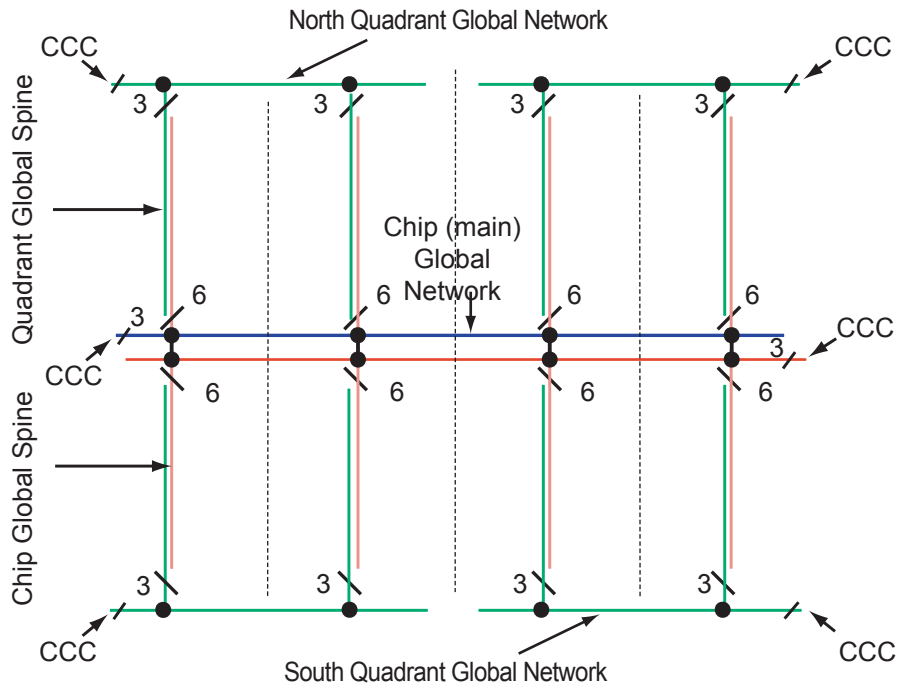 North Quadrant Global Network
CCC
CCC
3
3
3
3
Quadrant Global Spine
Chip (main)
Global
Network
6
6
6
6
3
CCC
3
CCC
6
6
6
6
Chip Global Spine
3
3
3
3
CCC
CCC
South Quadrant Global Network